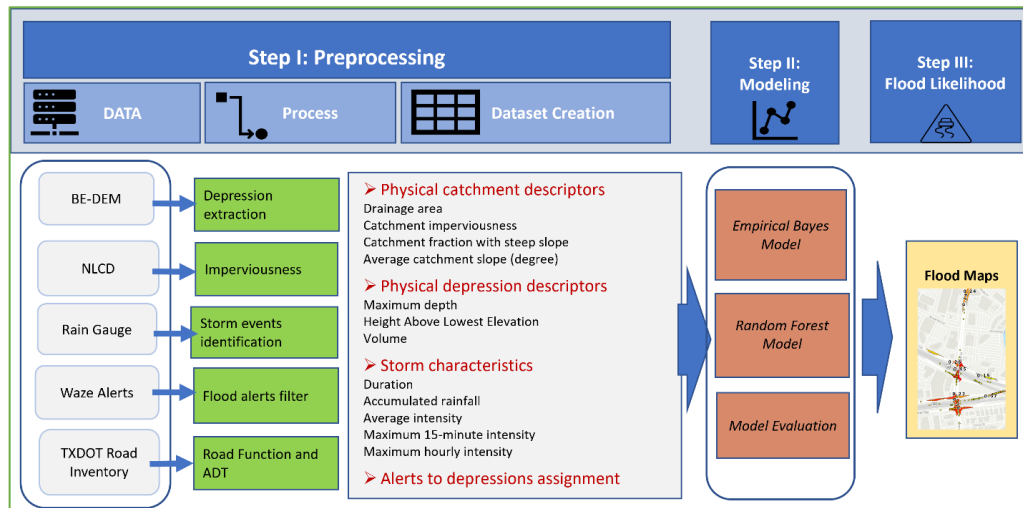 Step I: Preprocessing
DATA
Process
Dataset Creation
Step II:
Modeling
Step III:
Flood Likelihood
BE-DEM
NLCD
Rain Gauge
Waze Alerts
TXDOT Road
Inventory
Depression
extraction
Imperviousness
Storm events
identification
Flood alerts filter
Road Function and
ADT
Physical catchment descriptors
Drainage area
Catchment imperviousness
Catchment fraction with steep slope
Average catchment slope (degree)
Physical depression descriptors
Maximum depth
Height Above Lowest Elevation
Volume
Storm characteristics
Duration
Accumulated rainfall
Average intensity
Maximum 15-minute intensity
Maximum hourly intensity
Alerts to depressions assignment
Empirical Bayes
Model
Random Forest
Model
Model Evaluation
Flood Maps